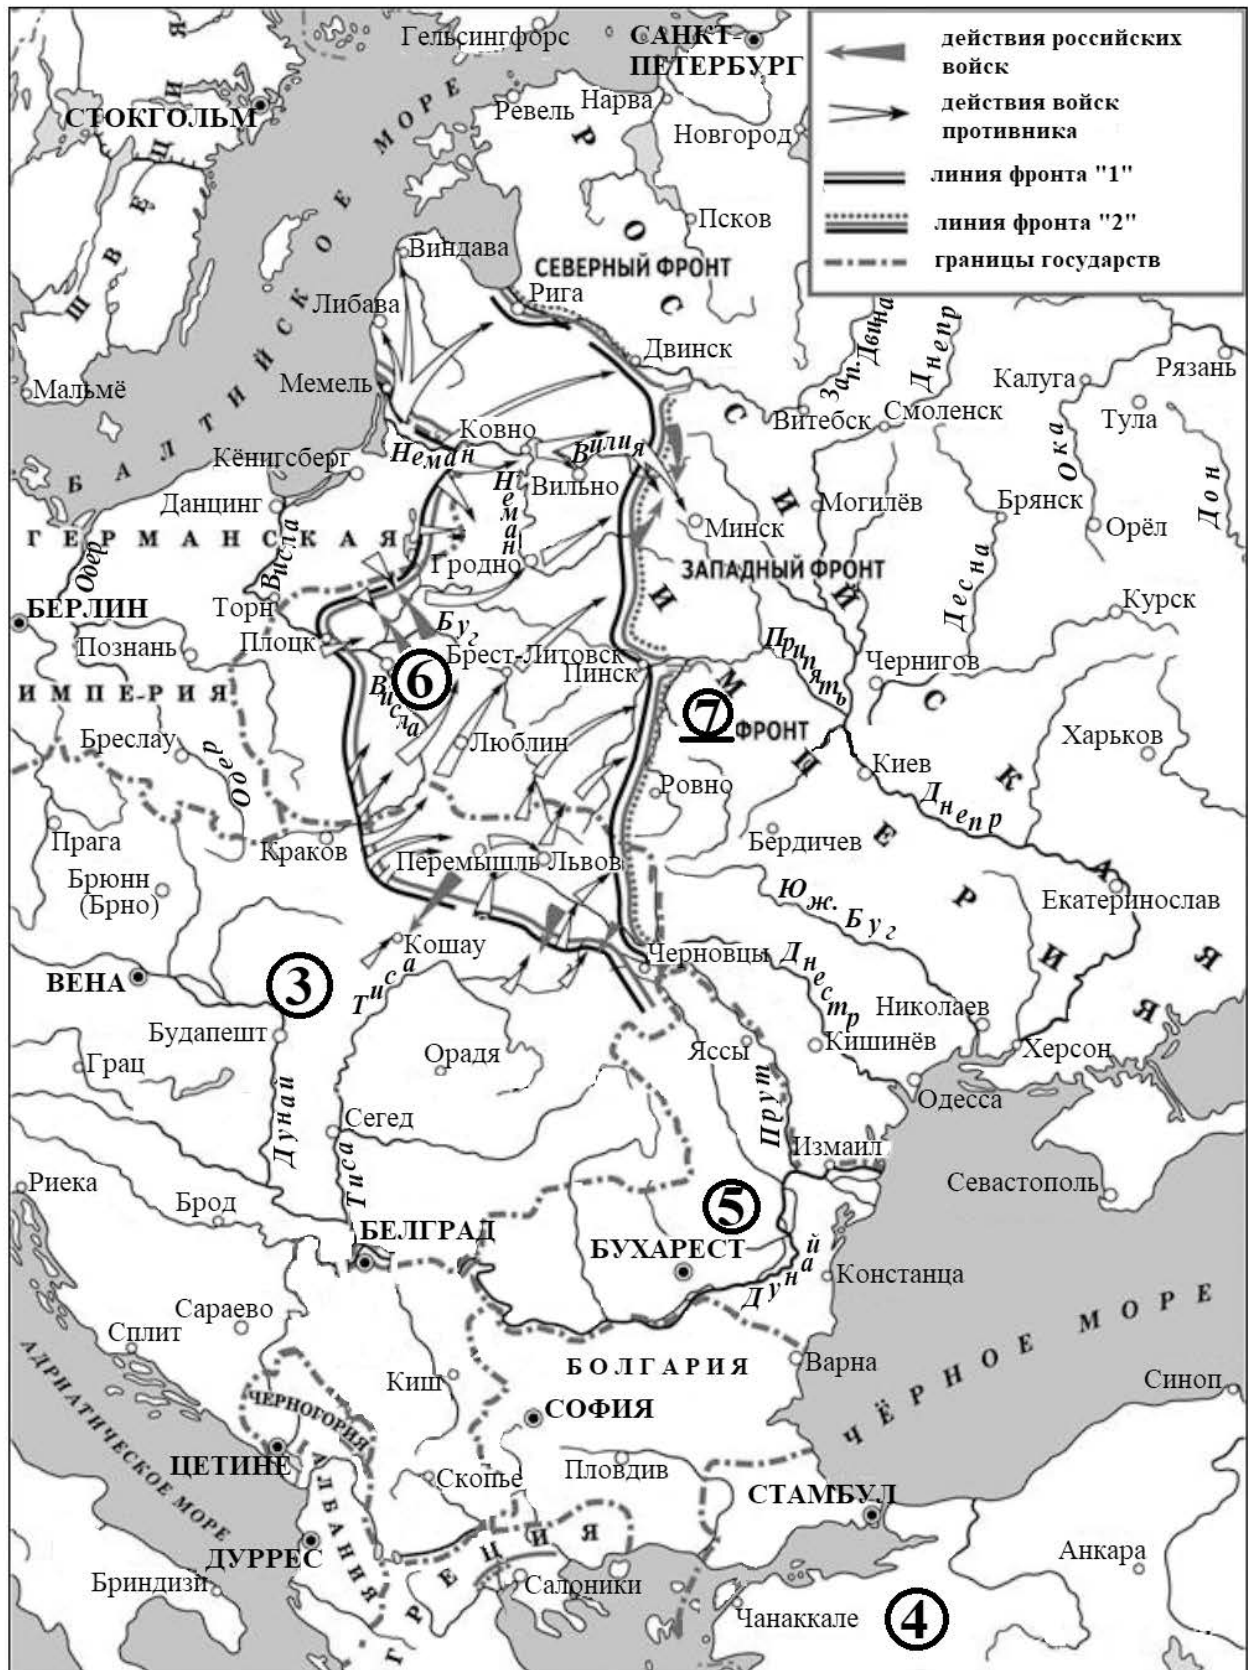 действия российских
войск
действия войск
противника
линия фронта "1"
линия фронта "2"
границы государств
Гельсингфорс
САНКТ-
ПЕТЕРБУРГ
СТОКГОЛЬМ
Ревель
Нарва
Новгород
Псков
ШВЕЦИЯ
БАЛТИЙСКОЕ МОРЕ
РОССИЙСКАЯ
ИМПЕРИЯ
Виндава
СЕВЕРНЫЙ ФРОНТ
Рига
Либава
Двинск
Зап. Двина
Днепр
Рязань
Мальмё
Мемель
Калуга
Витебск
Смоленск
Тула
Ковно
Неман
Вилия
Ока
Кёнигсберг
Вильно
Неман
Данцинг
Могилёв
Брянск
Дон
Минск
Орёл
ГЕРМАНСКАЯ
Одер
Висла
Гродно
ЗАПАДНЫЙ ФРОНТ
Десна
БЕРЛИН
Торн
Курск
Плоцк
Буг
Познань
Брест-Литовск
Припять
Чернигов
Пинск
ИМПЕРИЯ
6
Висла
7
ФРОНТ
Бреслау
Одер
Люблин
Харьков
Киев
Ровно
Днепр
Прага
Краков
Перемышль
Львов
Бердичев
Брюнн
(Брно)
Юж. Буг
Екатеринослав
Кошау
Черновцы
Днестр
ВЕНА
3
Тиса
Николаев
Будапешт
Яссы
Кишинёв
Херсон
Грац
Орадя
Дунай
Прут
Одесса
Сегед
Измаил
Тиса
Риека
Севастополь
Брод
5
БЕЛГРАД
БУХАРЕСТ
Дунай
Констанца
Сараево
Сплит
БОЛГАРИЯ
Варна
ЧЁРНОЕ МОРЕ
АДРИАТИЧЕСКОЕ МОРЕ
Киш
Синоп
ЧЕРНОГОРИЯ
СОФИЯ
ЦЕТИНЕ
Скопье
Пловдив
АЛБАНИЯ
СТАМБУЛ
ГРЕЦИЯ
ДУРРЕС
Анкара
Бриндизи
Салоники
Чанаккале
4